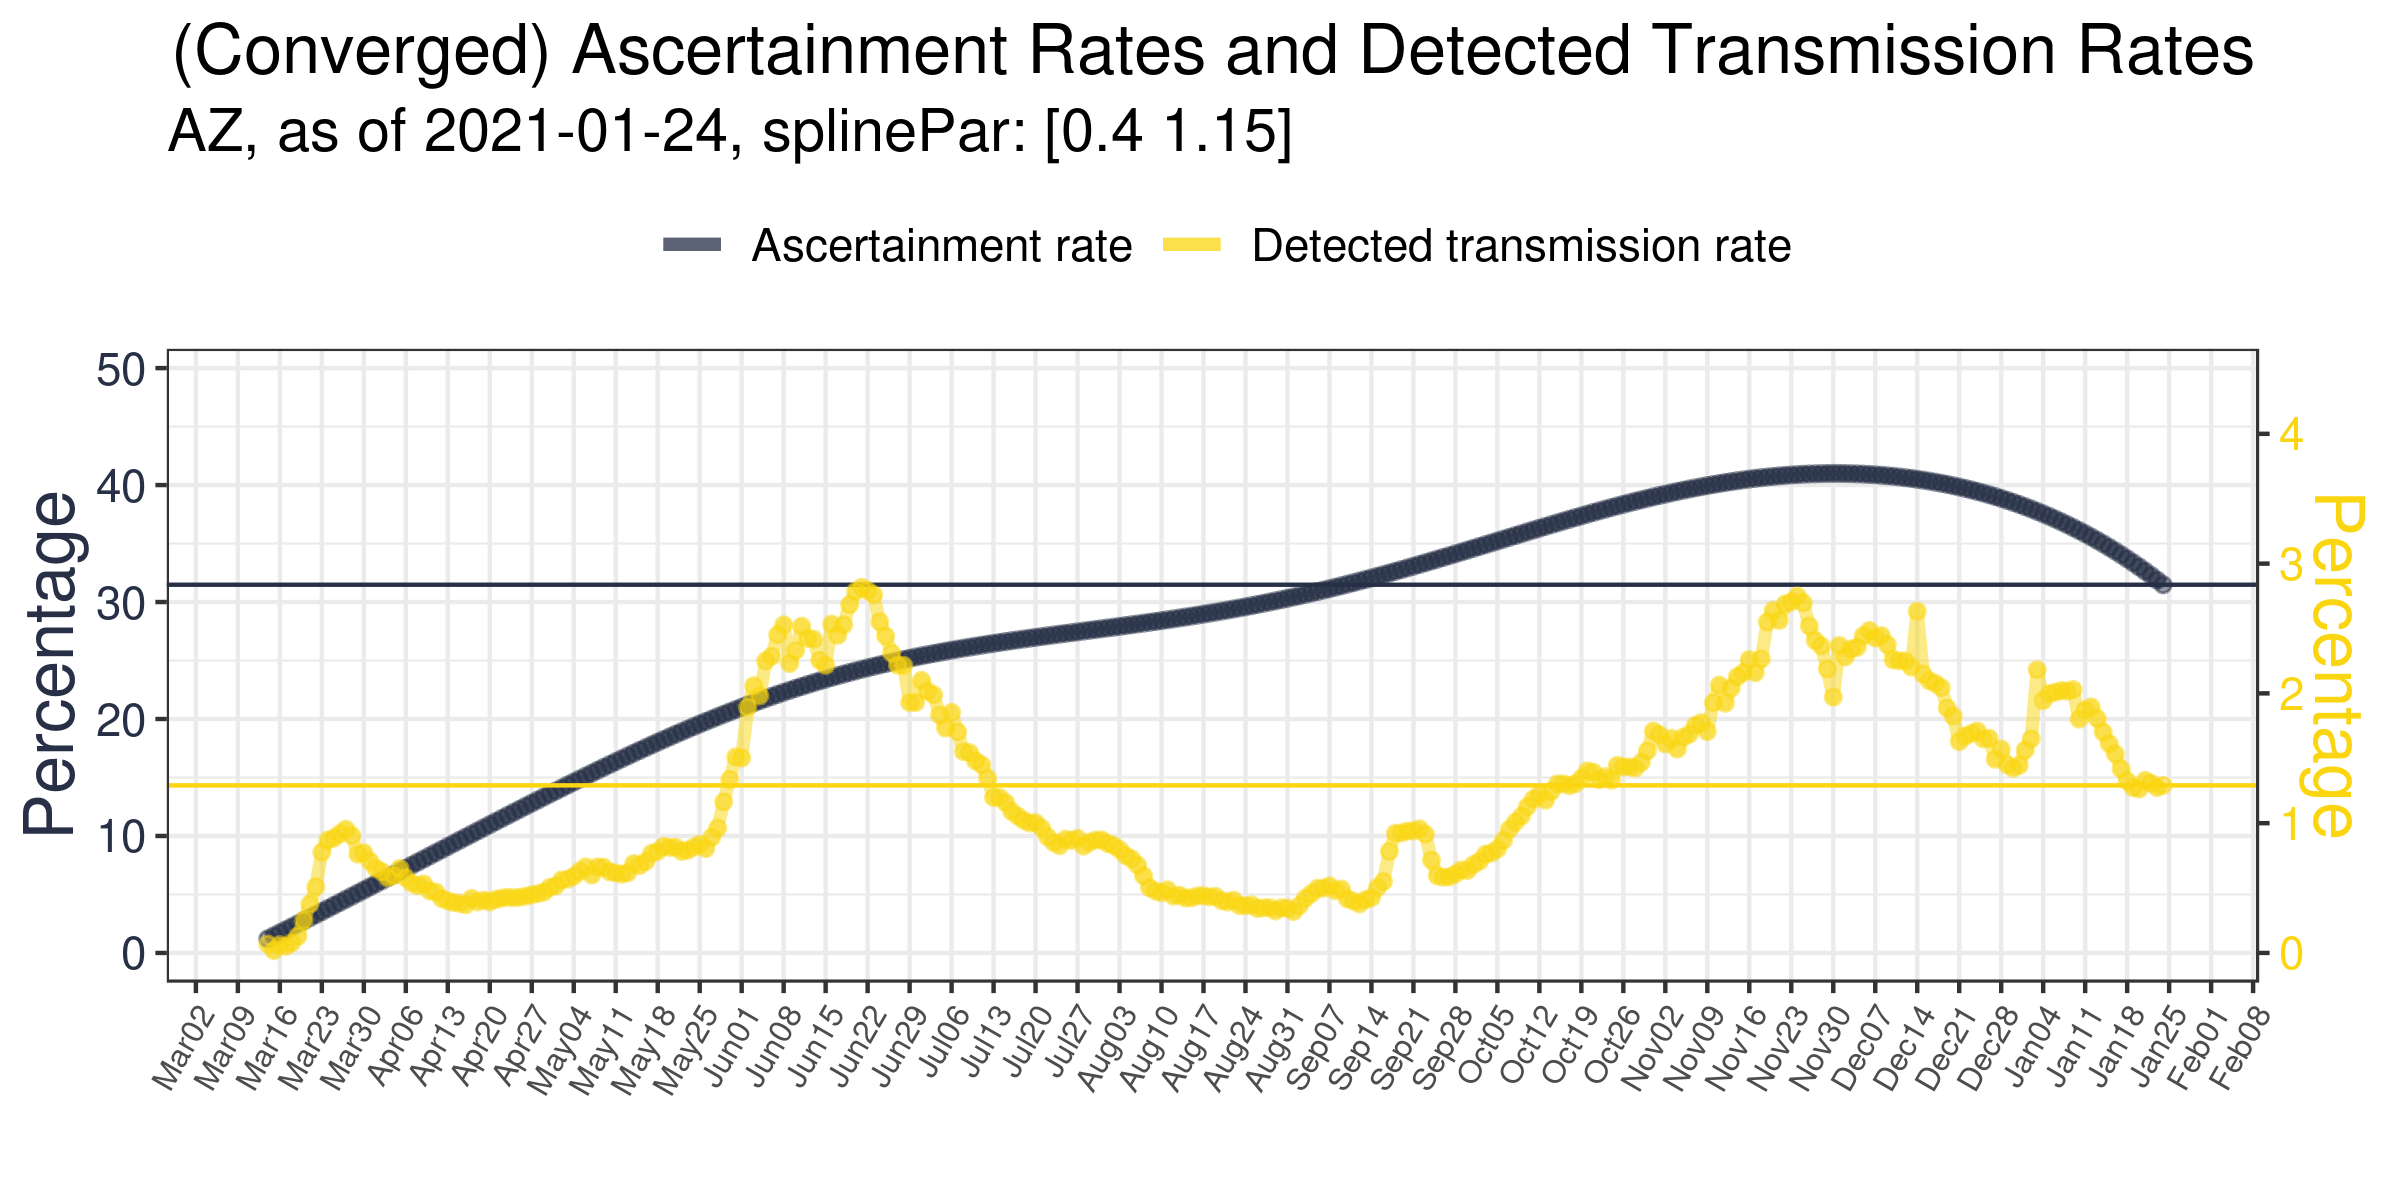 (Converged) Ascertainment Rates and Detected Transmission Rates
AZ, as of 2021-01-24, splinePar: [0.4 1.15]
Ascertainment rate
Detected transmission rate
Percentage
50
40
30
20
10
0
4
3
2
1
0
Percentage
Mar02
Mar09
Mar16
Mar23
Mar30
Apr06
Apr13
Apr20
Apr27
May04
May11
May18
May25
Jun01
Jun08
Jun15
Jun22
Jun29
Jul06
Jul13
Jul20
Jul27
Aug03
Aug10
Aug17
Aug24
Aug31
Sep07
Sep14
Sep21
Sep28
Oct05
Oct12
Oct19
Oct26
Nov02
Nov09
Nov16
Nov23
Nov30
Dec07
Dec14
Dec21
Dec28
Jan04
Jan11
Jan18
Jan25
Feb01
Feb08